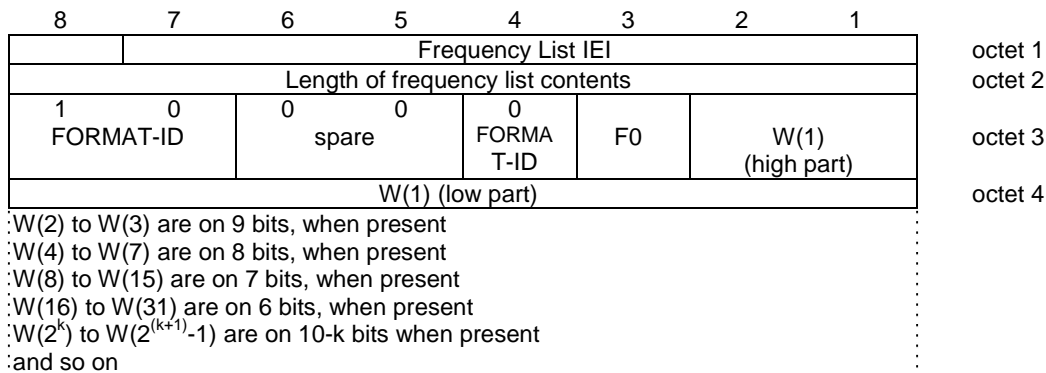 8 7 6 5 4 3 2 1
Frequency List IEI octet 1
Length of frequency list contents octet 2
1 0 0 0 0
FORMAT-ID spare FORMA F0 W(1) octet 3
T-ID (high part)
W(1) (low part) octet 4
W(2) to W(3) are on 9 bits, when present
W(4) to W(7) are on 8 bits, when present
W(8) to W(15) are on 7 bits, when present
W(16) to W(31) are on 6 bits, when present
W(2^k) to W(2^(k+1)-1) are on 10-k bits when present
and so on